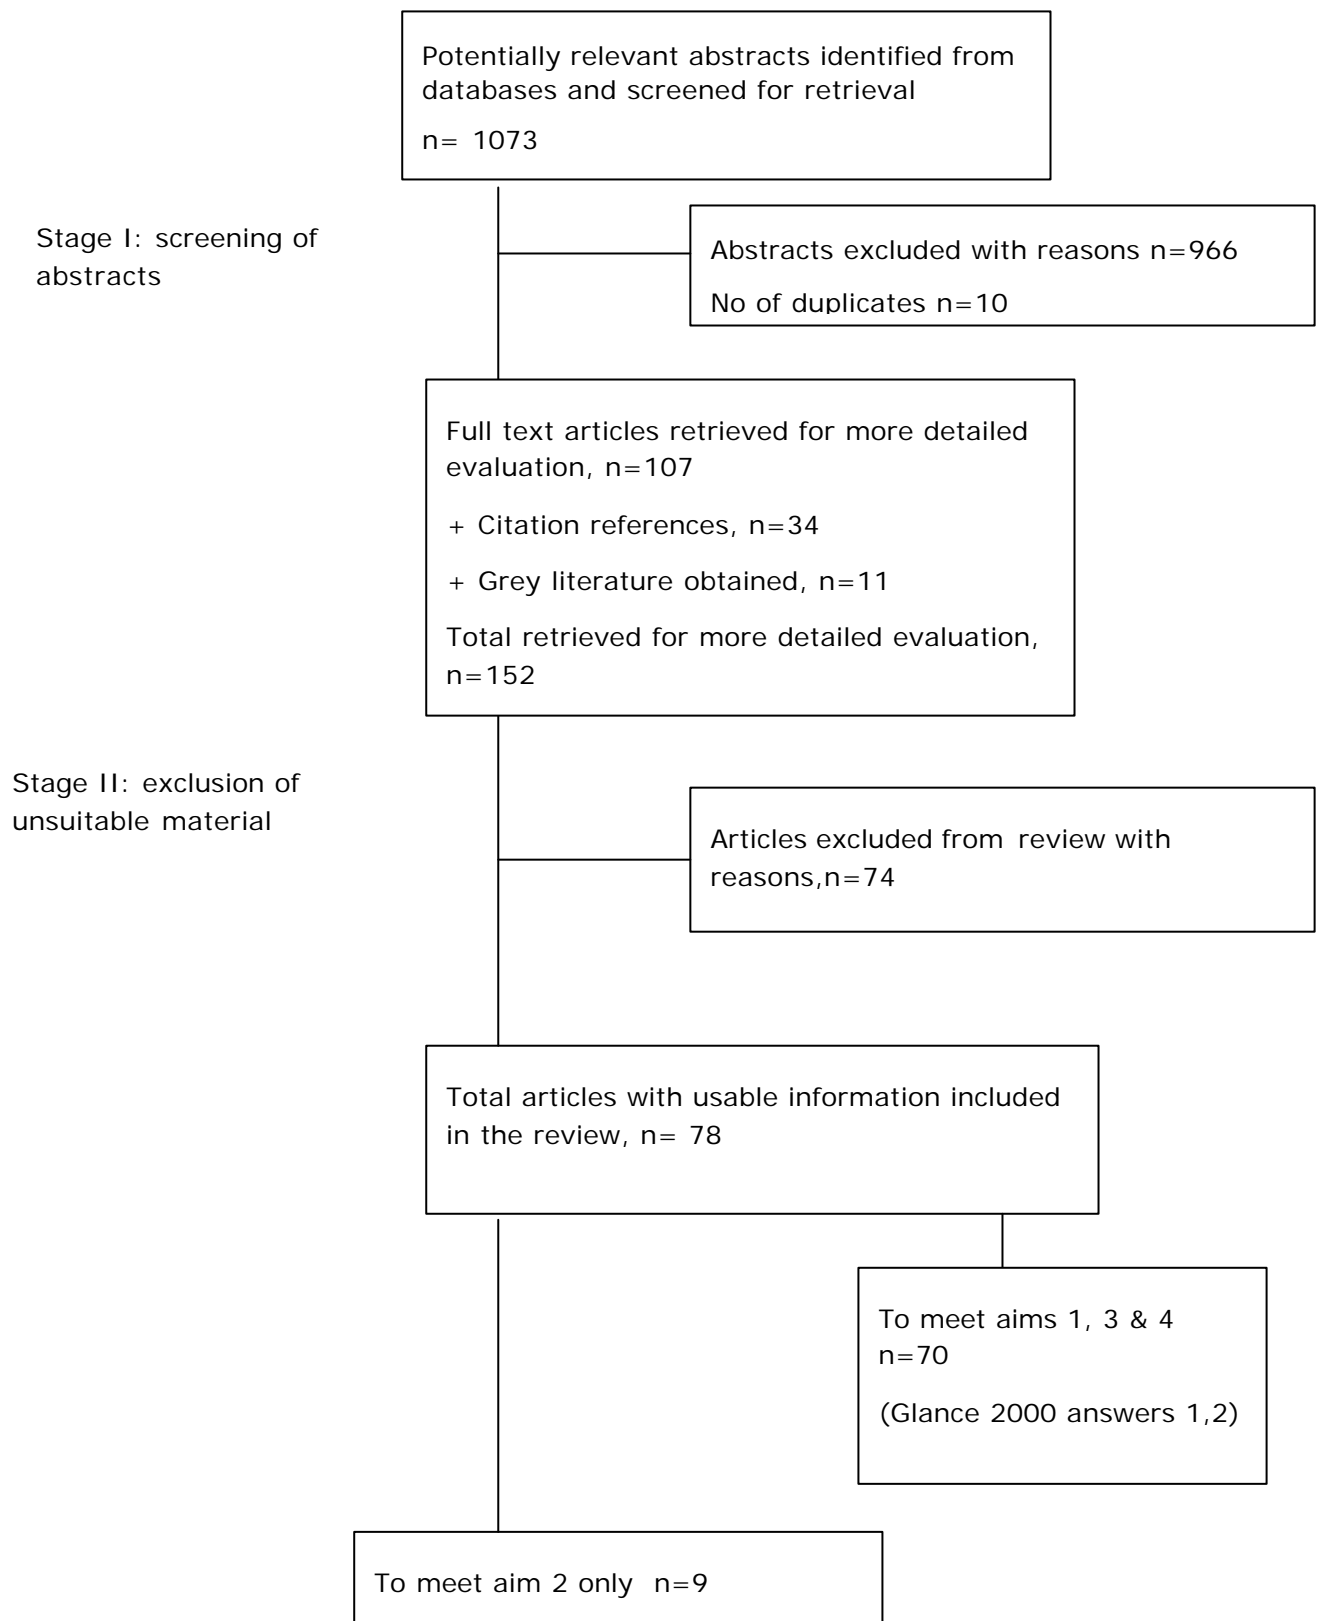 Potentially relevant abstracts identified from
databases and screened for retrieval
n= 1073
Stage I: screening of
abstracts
Abstracts excluded with reasons n=966
No of duplicates n=10
Full text articles retrieved for more detailed
evaluation, n=107
+ Citation references, n=34
+ Grey literature obtained, n=11
Total retrieved for more detailed evaluation,
n=152
Stage II: exclusion of
unsuitable material
Articles excluded from review with
reasons,n=74
Total articles with usable information included
in the review, n= 78
To meet aims 1, 3 & 4
n=70
(Glance 2000 answers 1,2)
To meet aim 2 only n=9